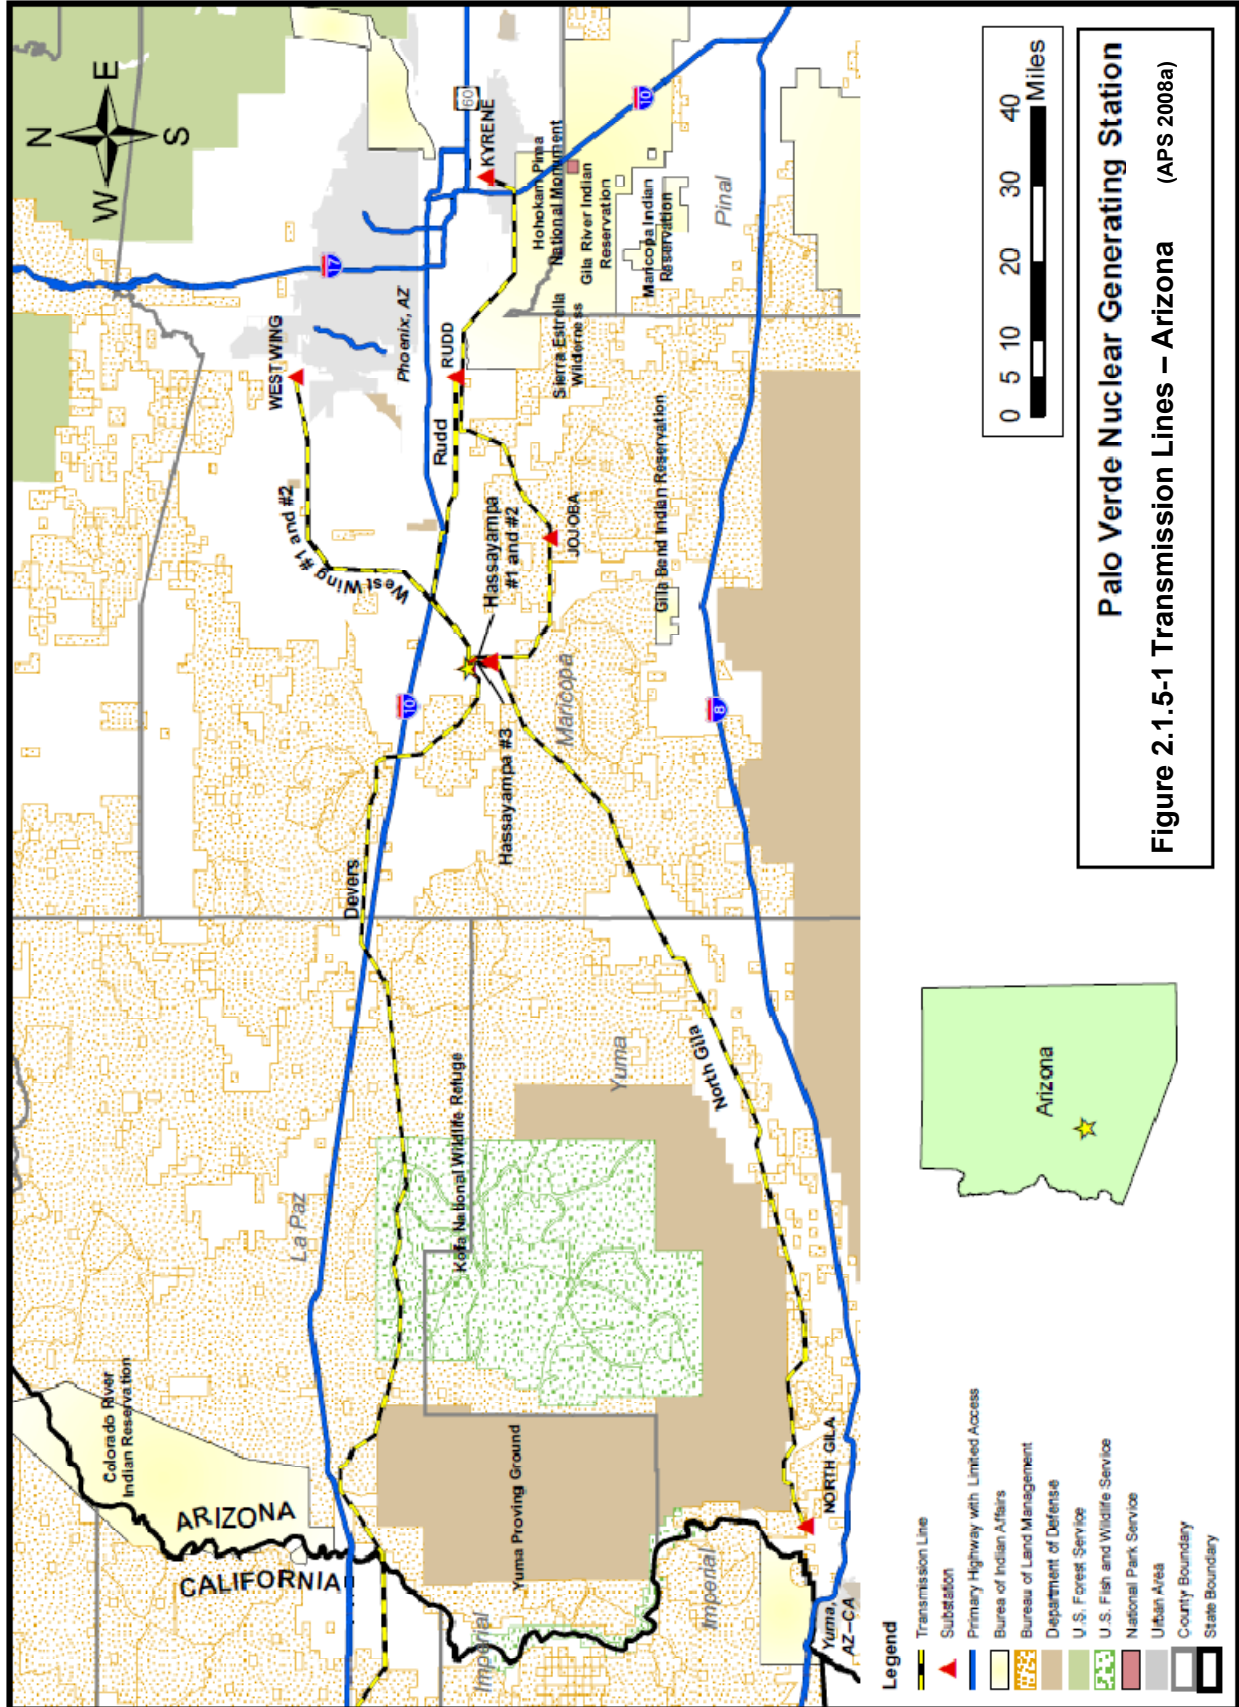 N
W
E
S
Colorado River
Indian Reservation
ARIZONA
CALIFORNIA
La Paz
Devers
West Wing #1 and #2
WEST WING
17
Phoenix, AZ
60
KYRENE
10
10
Rudd
RUDD
Hassayampa
#1 and #2
Hassayampa #3
JOJOBA
Hohokam Pima
National Monument
Gila River Indian
Reservation
Maricopa Indian
Reservation
Sierra Estrella
Wilderness
Pinal
Gila Bend Indian Reservation
Maricopa
8
Kofa National Wildlife Refuge
Yuma
North Gila
Yuma Proving Ground
Imperial
Imperial
NORTH GILA
Yuma,
AZ–CA
Legend
Transmission Line
Substation
Primary Highway with Limited Access
Burea of Indian Affairs
Bureau of Land Management
Department of Defense
U.S. Forest Service
U.S. Fish and Wildlife Service
National Park Service
Urban Area
County Boundary
State Boundary
Arizona
0 5 10 20 30 40
Miles
Palo Verde Nuclear Generating Station
Figure 2.1.5-1 Transmission Lines – Arizona (APS 2008a)